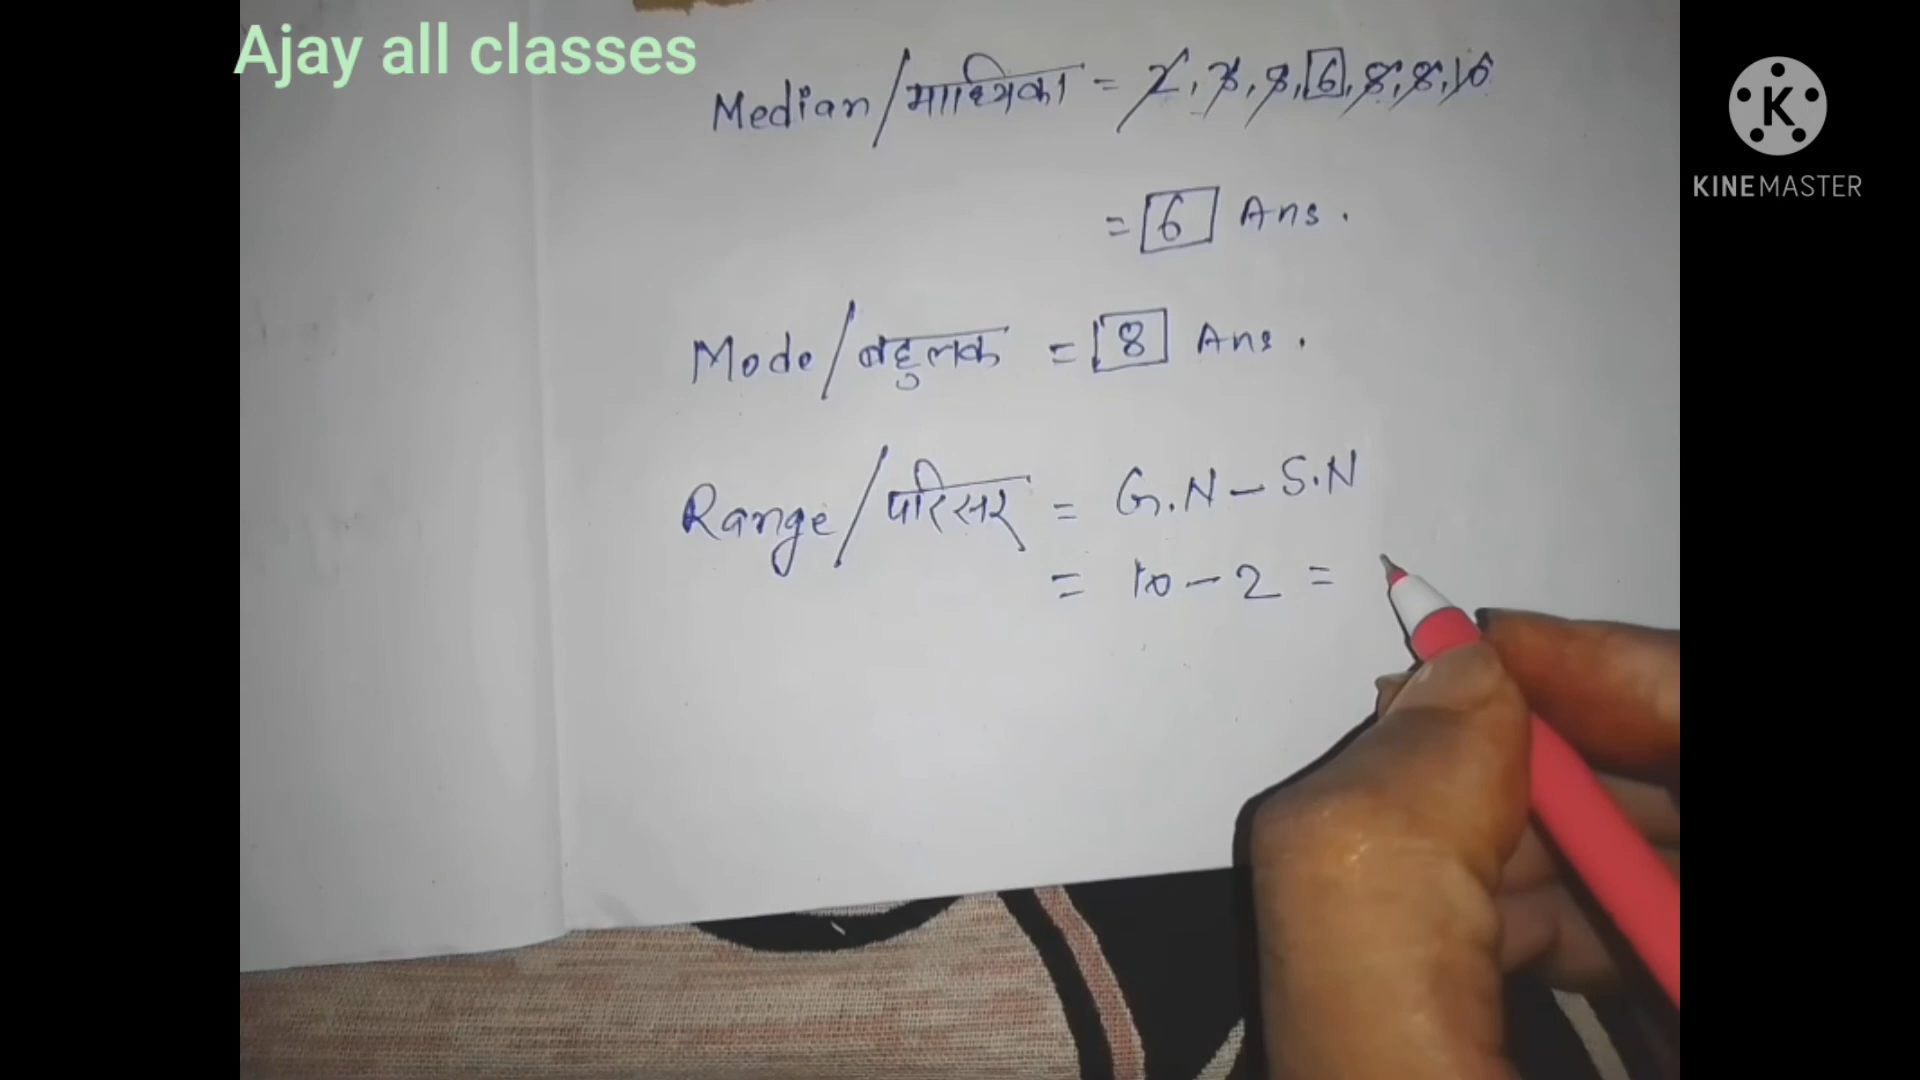 Ajay all classes
Median/माध्यिका = 2, 3, , 6, 8, 8, 10
= 6 Ans.
Mode/बहुलक = 8 Ans.
Range/परिसर = G.N - S.N
= 10 - 2 =
K
KINEMASTER